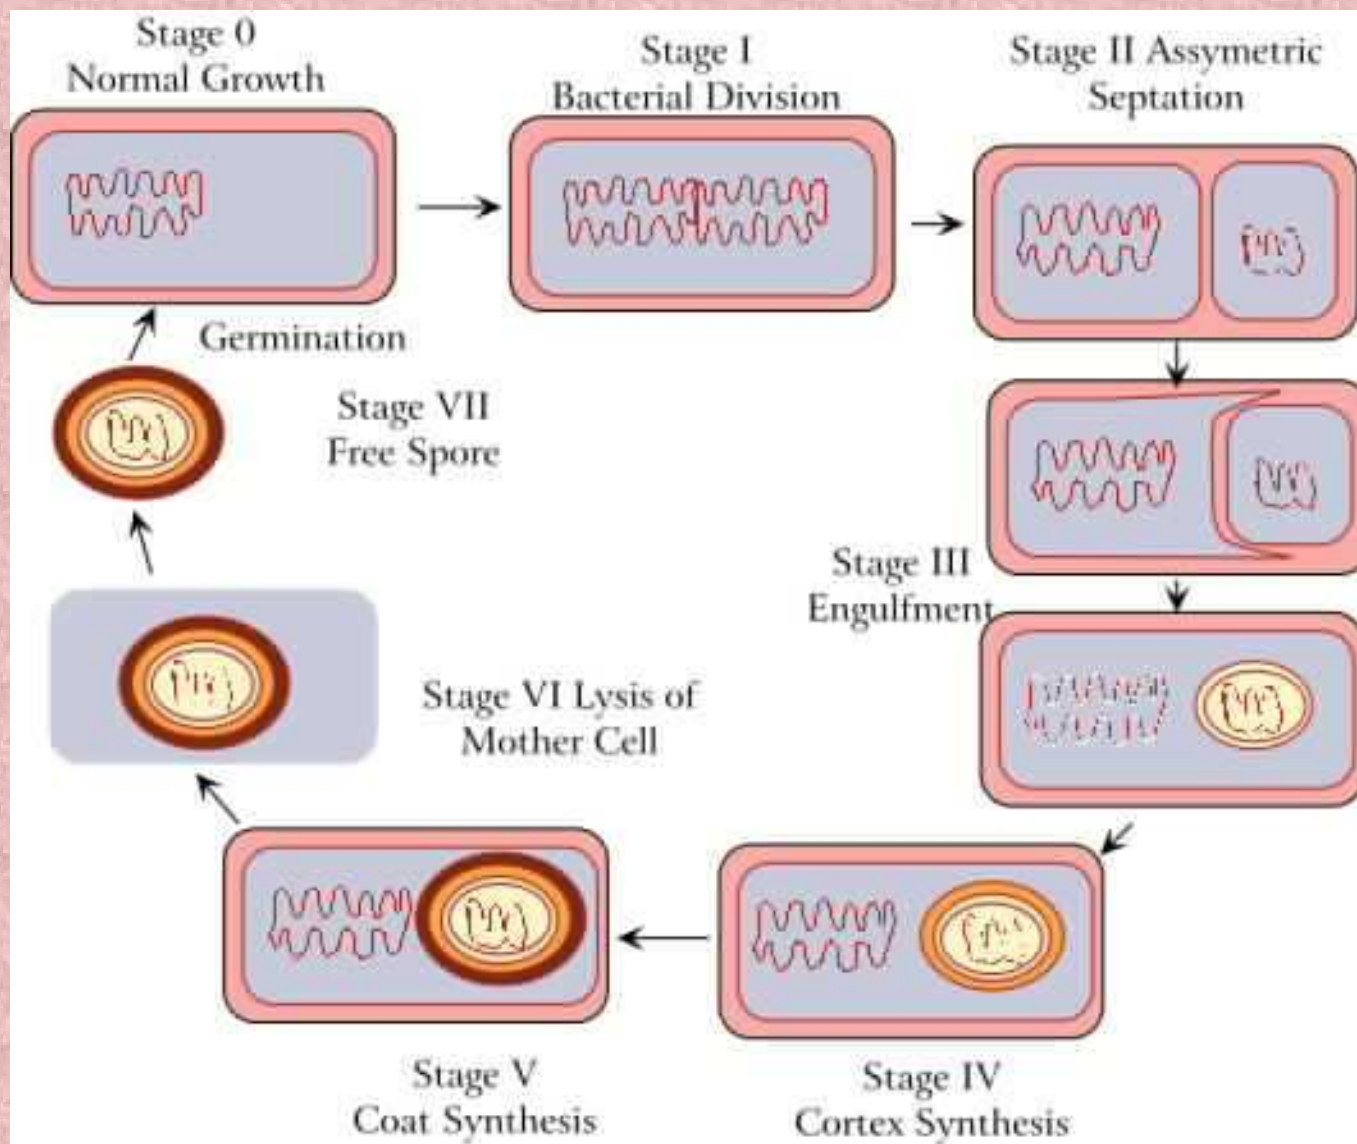 Stage 0
Normal Growth
Stage I
Bacterial Division
Stage II Assymetric
Septation
Germination
Stage VII
Free Spore
Stage III
Engulfment
Stage VI Lysis of
Mother Cell
Stage V
Coat Synthesis
Stage IV
Cortex Synthesis